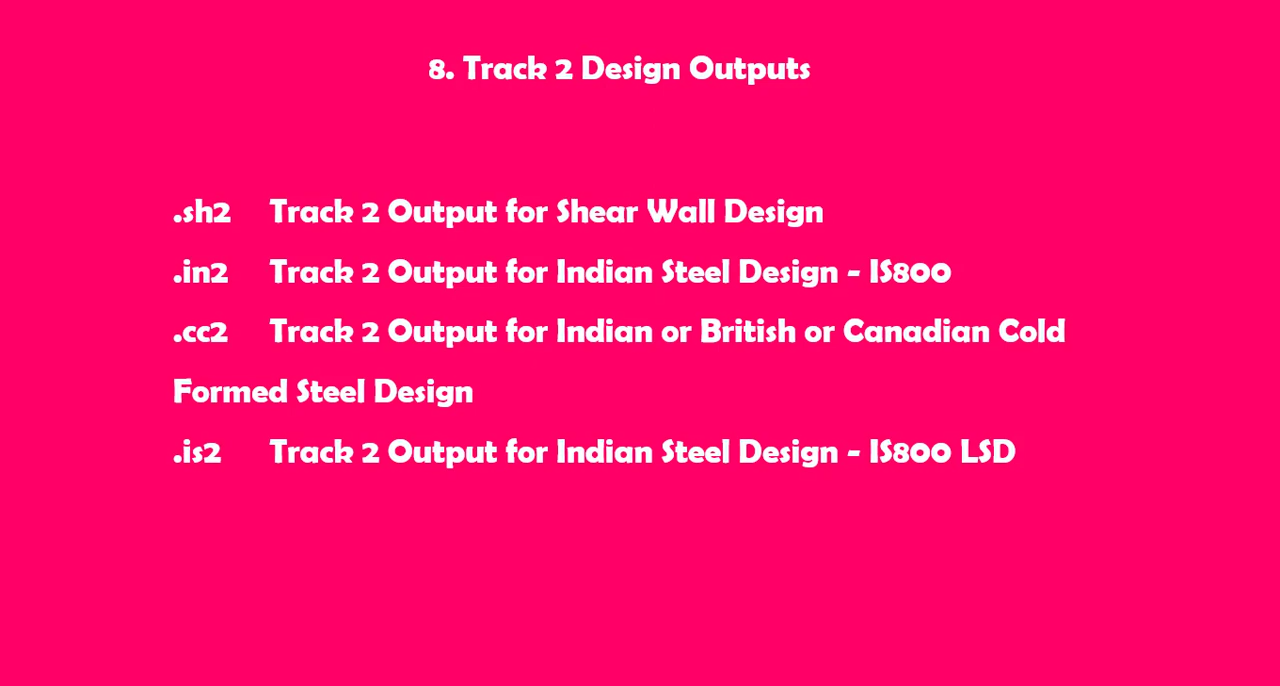 8. Track 2 Design Outputs
.sh2 Track 2 Output for Shear Wall Design
.in2 Track 2 Output for Indian Steel Design - IS800
.cc2 Track 2 Output for Indian or British or Canadian Cold
Formed Steel Design
.is2 Track 2 Output for Indian Steel Design - IS800 LSD